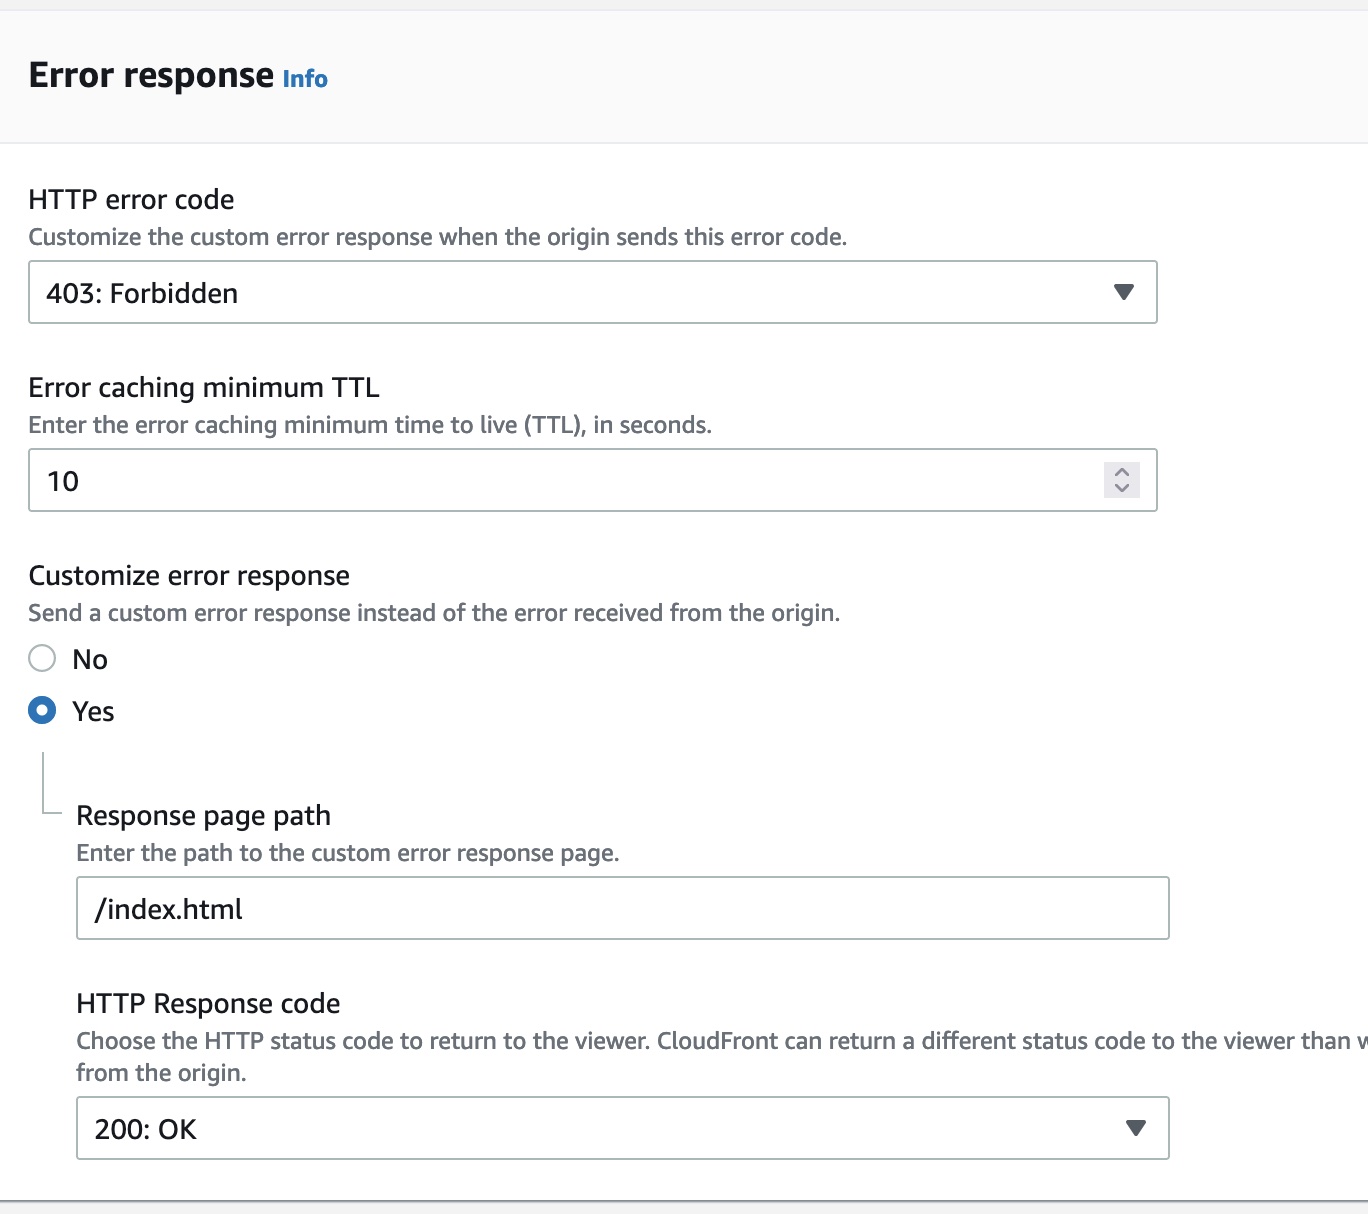 Error response Info
HTTP error code
Customize the custom error response when the origin sends this error code.
403: Forbidden
Error caching minimum TTL
Enter the error caching minimum time to live (TTL), in seconds.
10
Customize error response
Send a custom error response instead of the error received from the origin.
No
Yes
Response page path
Enter the path to the custom error response page.
/index.html
HTTP Response code
Choose the HTTP status code to return to the viewer. CloudFront can return a different status code to the viewer than
from the origin.
200: OK